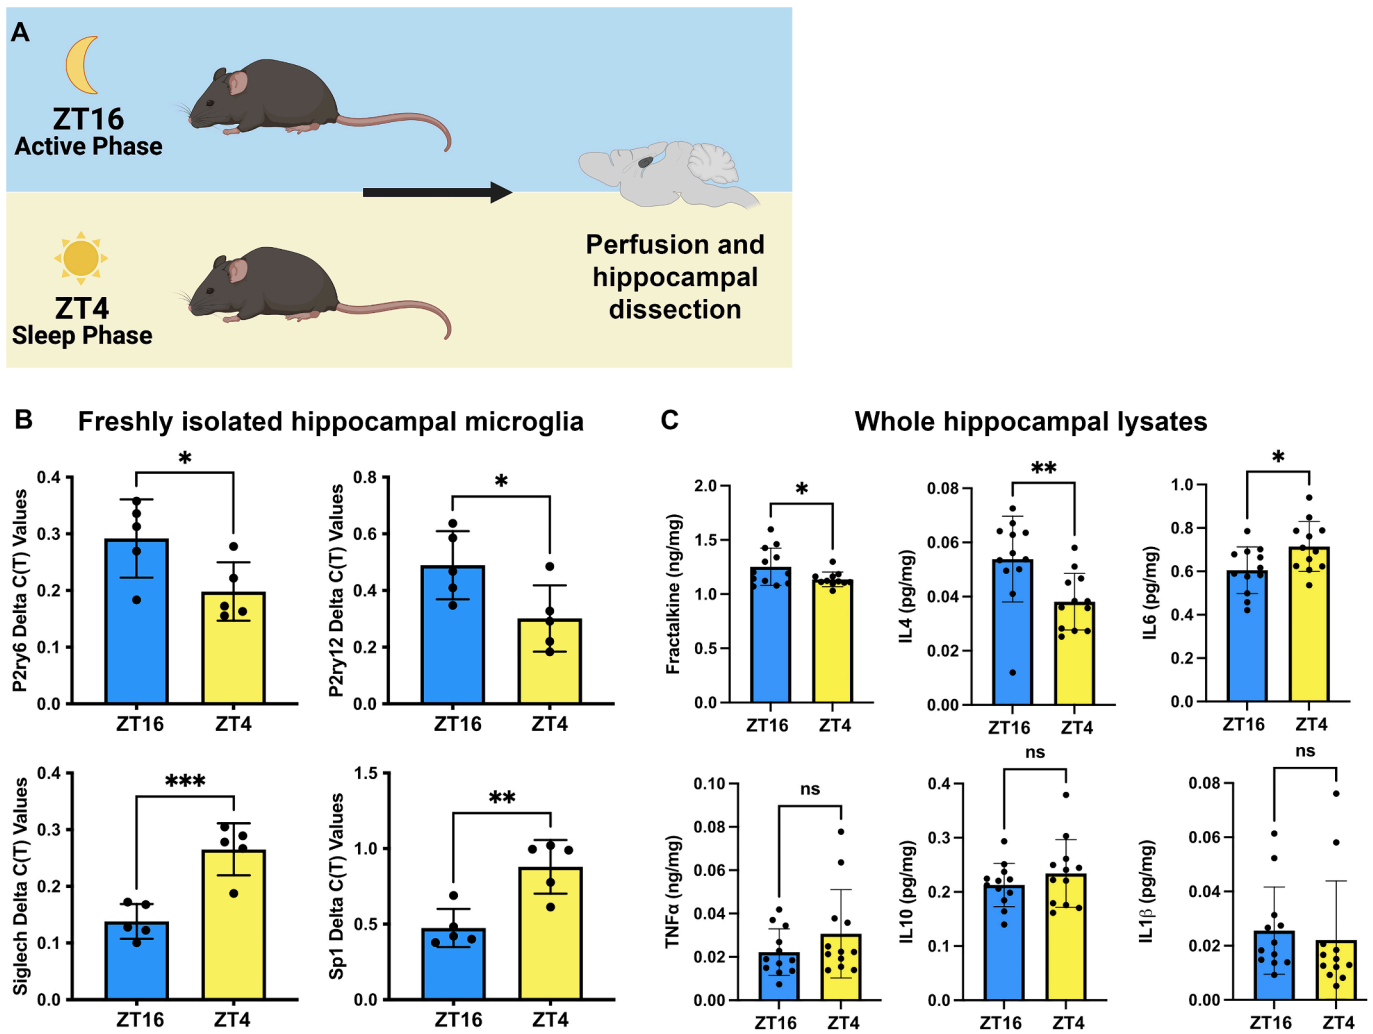 A
ZT16
Active Phase
ZT4
Sleep Phase
Perfusion and
hippocampal
dissection
B
Freshly isolated hippocampal microglia
P2ry6 Delta C(T) Values
0.4
0.3
0.2
0.1
0.0
*
ZT16
ZT4
P2ry12 Delta C(T) Values
0.8
0.6
0.4
0.2
0.0
*
ZT16
ZT4
Siglech Delta C(T) Values
0.4
0.3
0.2
0.1
0.0
***
ZT16
ZT4
Sp1 Delta C(T) Values
1.5
1.0
0.5
0.0
**
ZT16
ZT4
C
Whole hippocampal lysates
Fractalkine (ng/mg)
2.0
1.5
1.0
0.5
0.0
*
ZT16
ZT4
IL4 (pg/mg)
0.08
0.06
0.04
0.02
0.00
**
ZT16
ZT4
IL6 (pg/mg)
1.0
0.8
0.6
0.4
0.2
0.0
*
ZT16
ZT4
TNFα (ng/mg)
0.10
0.08
0.06
0.04
0.02
0.00
ns
ZT16
ZT4
IL10 (pg/mg)
0.4
0.3
0.2
0.1
0.0
ns
ZT16
ZT4
IL1β (pg/mg)
0.08
0.06
0.04
0.02
0.00
ns
ZT16
ZT4